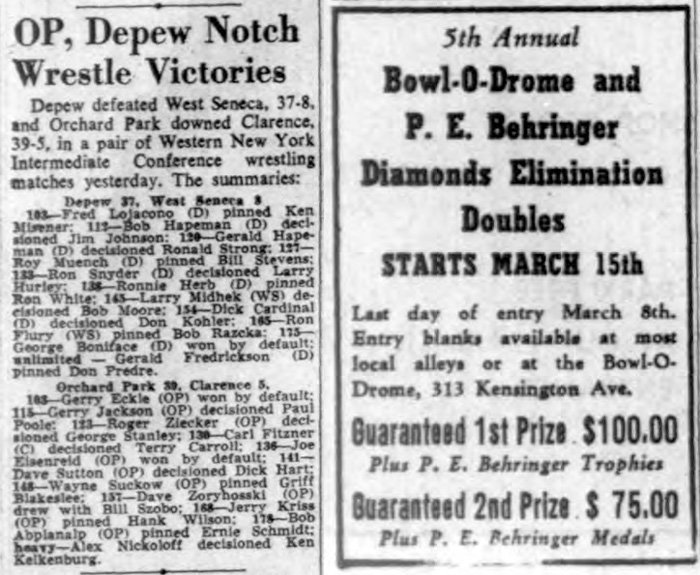 OP, Depew Notch
Wrestle Victories
Depew defeated West Seneca, 37-8,
and Orchard Park downed Clarence,
39-5, in a pair of Western New York
Intermediate Conference wrestling
matches yesterday. The summaries:
Depew 37, West Seneca 8
103—Fred Lojacono (D) pinned Ken
Misener; 112—Bob Hapeman (D) deci-
sioned Jim Johnson; 120—Gerald Hape-
man (D) decisioned Ronald Strong; 127—
Roy Muench (D) pinned Bill Stevens;
133—Ron Snyder (D) decisioned Larry
Hurley; 138—Ronnie Herb (D) pinned
Ron White; 145—Larry Midhek (WS) de-
cisioned Bob Moore; 154—Dick Cardinal
(D) decisioned Don Kohler; 165—Ron
Flury (WS) pinned Bob Razcka; 175—
George Boniface (D) won by default;
unlimited — Gerald Fredrickson (D)
pinned Don Predre.
Orchard Park 39, Clarence 5.
103—Gerry Eckle (OP) won by default;
115—Gerry Jackson (OP) decisioned Paul
Poole; 123—Roger Ziecker (OP) deci-
sioned George Stanley; 130—Carl Fitzner
(C) decisioned Terry Carroll; 136—Joe
Eisenreid (OP) won by default; 141—
Dave Sutton (OP) decisioned Dick Hart;
148—Wayne Suckow (OP) pinned Griff
Blakeslee; 157—Dave Zoryhosski (OP)
drew with Bill Szobo; 168—Jerry Kriss
(OP) pinned Hank Wilson; 178—Bob
Abplanalp (OP) pinned Ernie Schmidt;
heavy—Alex Nickoloff decisioned Ken
Kelkenburg.
5th Annual
Bowl-O-Drome and
P. E. Behringer
Diamonds Elimination
Doubles
STARTS MARCH 15th
Last day of entry March 8th.
Entry blanks available at most
local alleys or at the Bowl-O-
Drome, 313 Kensington Ave.
Guaranteed 1st Prize $100.00
Plus P. E. Behringer Trophies
Guaranteed 2nd Prize $ 75.00
Plus P. E. Behringer Medals